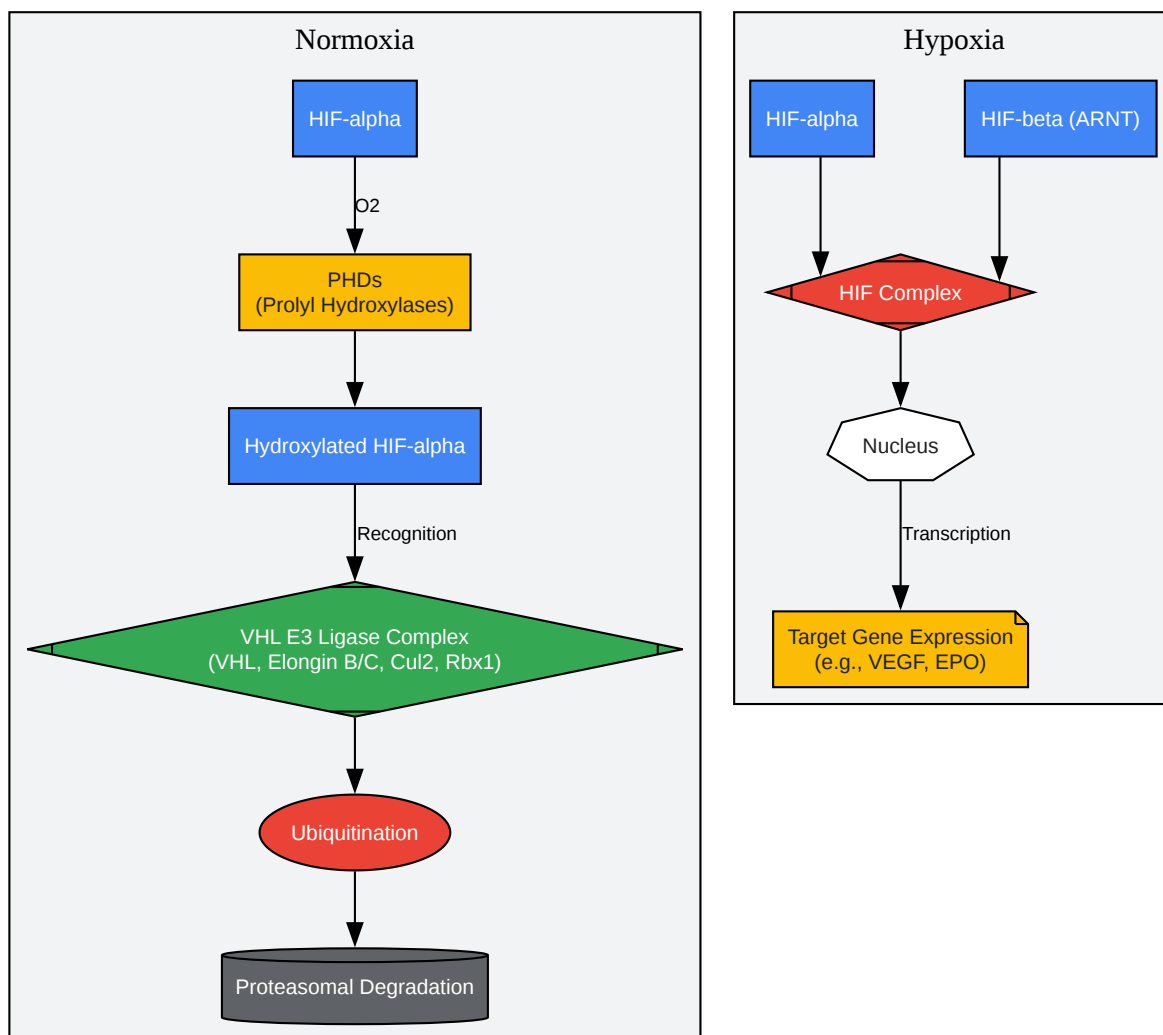 Normoxia
HIF-alpha
O2
PHDs
(Prolyl Hydroxylases)
Hydroxylated HIF-alpha
Recognition
VHL E3 Ligase Complex
(VHL, Elongin B/C, Cul2, Rbx1)
Ubiquitination
Proteasomal Degradation
Hypoxia
HIF-alpha
HIF-beta (ARNT)
HIF Complex
Nucleus
Transcription
Target Gene Expression
(e.g., VEGF, EPO)